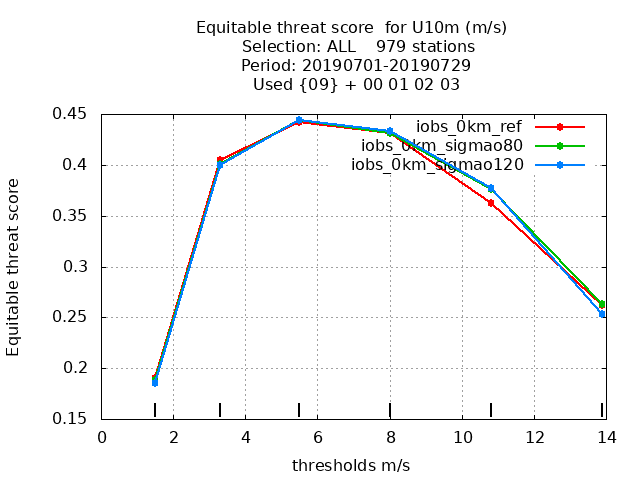 Equitable threat score  for U10m (m/s)
Selection: ALL    979 stations
Period: 20190701-20190729
Used {09} + 00 01 02 03
iobs_0km_ref
iobs_0km_sigmao80
iobs_0km_sigmao120
Equitable threat score
0.45
0.4
0.35
0.3
0.25
0.2
0.15
0 2 4 6 8 10 12 14
thresholds m/s